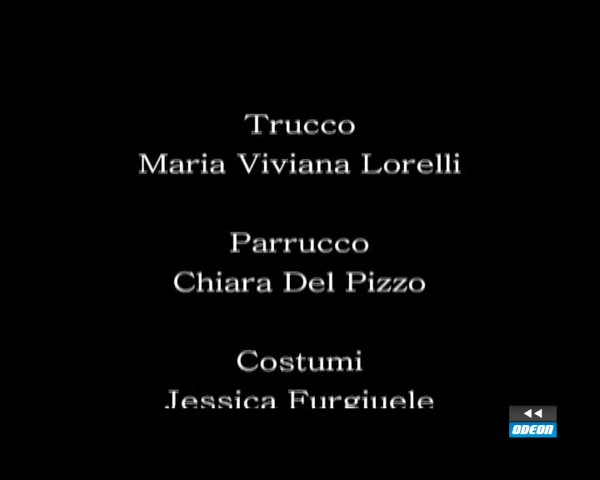 Trucco
Maria Viviana Lorelli
Parrucco
Chiara Del Pizzo
Costumi
Jessica Furgiuele
ODEON